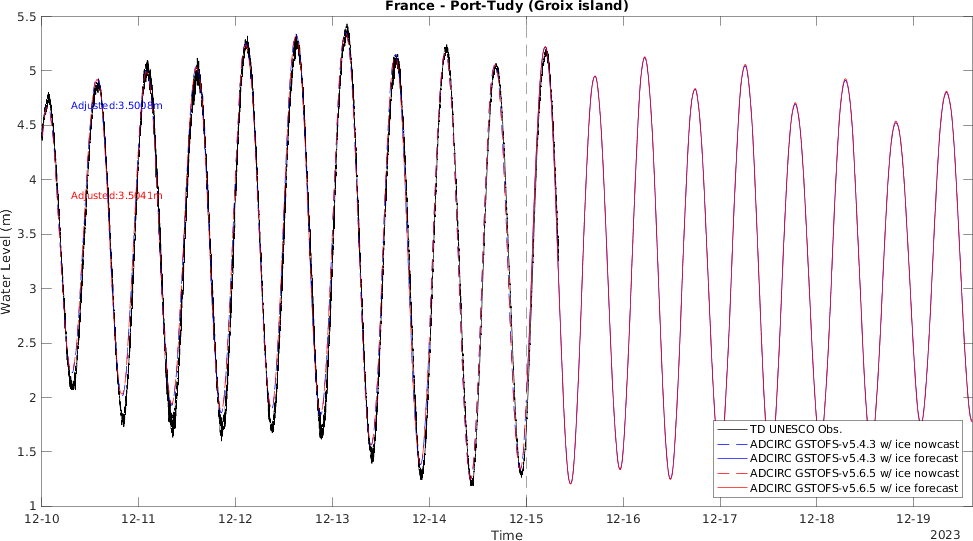 France - Port-Tudy (Groix island)
5.5
5
4.5
4
3.5
3
2.5
2
1.5
1
Water Level (m)
Adjusted:3.5008m
Adjusted:3.5041m
TD UNESCO Obs.
ADCIRC GSTOFS-v5.4.3 w/ ice nowcast
ADCIRC GSTOFS-v5.4.3 w/ ice forecast
ADCIRC GSTOFS-v5.6.5 w/ ice nowcast
ADCIRC GSTOFS-v5.6.5 w/ ice forecast
12-10 12-11 12-12 12-13 12-14 12-15 12-16 12-17 12-18 12-19
Time
2023